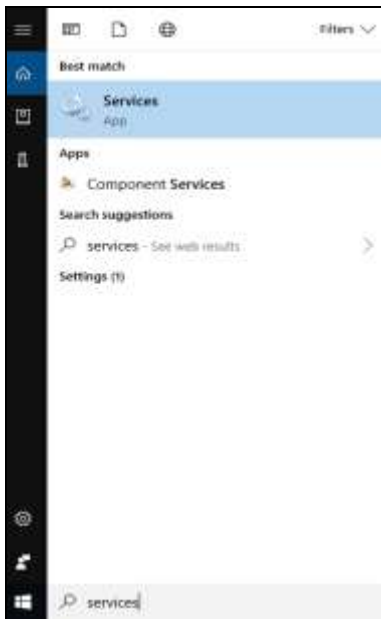 Filters
Best match
Services
App
Apps
Component Services
Search suggestions
services - See web results
Settings (1)
services